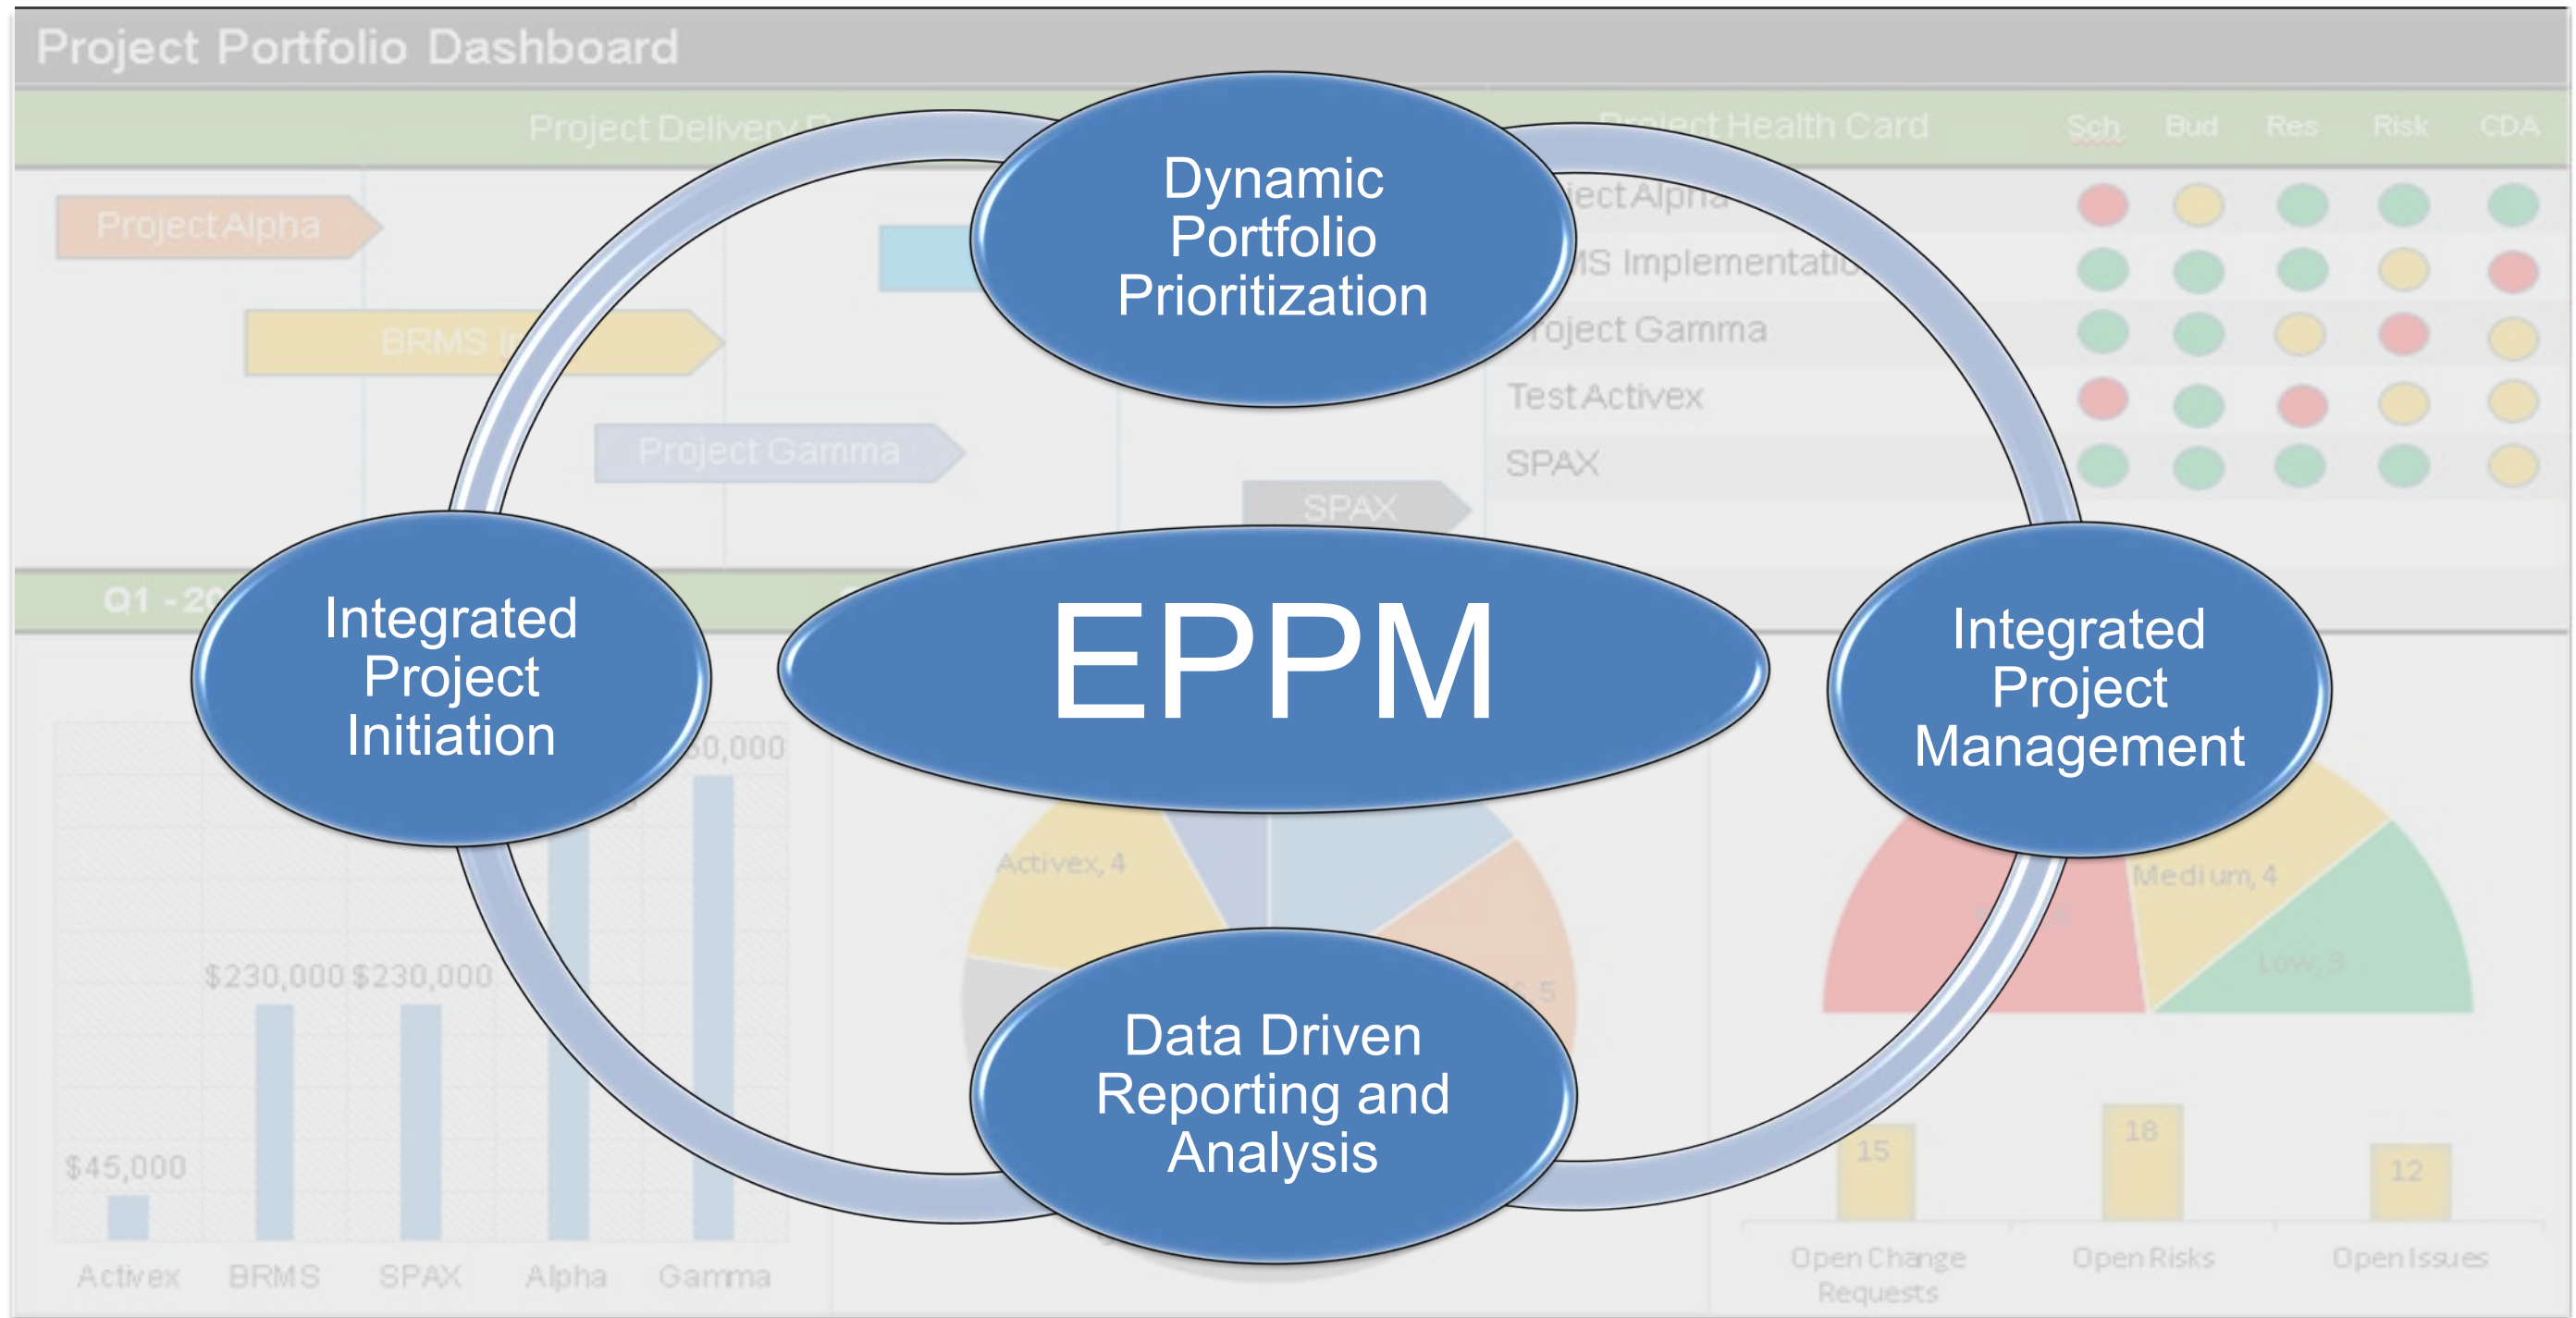 Project Portfolio Dashboard
Project Delivery
Health Card
Sch Bud Res Risk CDA
Dynamic
Portfolio
Prioritization
Project Alpha
BRMS
Project Gamma
SPAX
Implementation
Gamma
Test Activex
SPAX
Q1 -
Integrated
Project
Initiation
EPPM
Integrated
Project
Management
$230,000 $230,000
$45,000
Activex BRMS SPAX Alpha Gamma
Activex, 4
5
Data Driven
Reporting and
Analysis
Medium, 4
Low, 3
15
18
12
Open Change
Requests
Open Risks
Open Issues